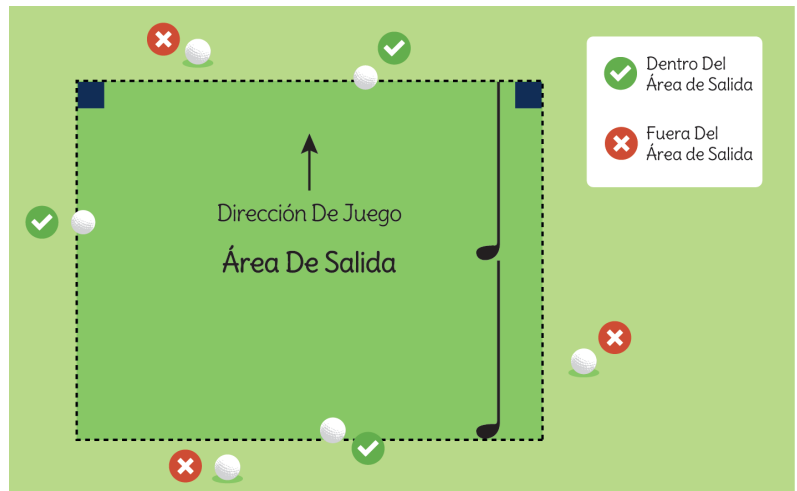 Dentro Del
Área de Salida
Fuera Del
Área de Salida
Dirección De Juego
Área De Salida